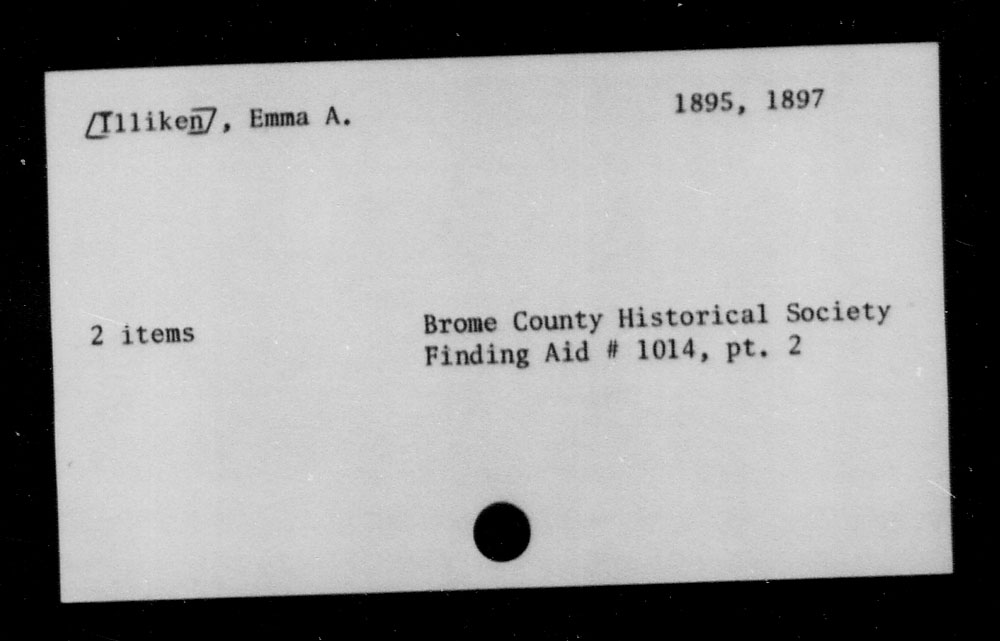 [Illiken], Emma A.
1895, 1897
2 items
Brome County Historical Society
Finding Aid # 1014, pt. 2